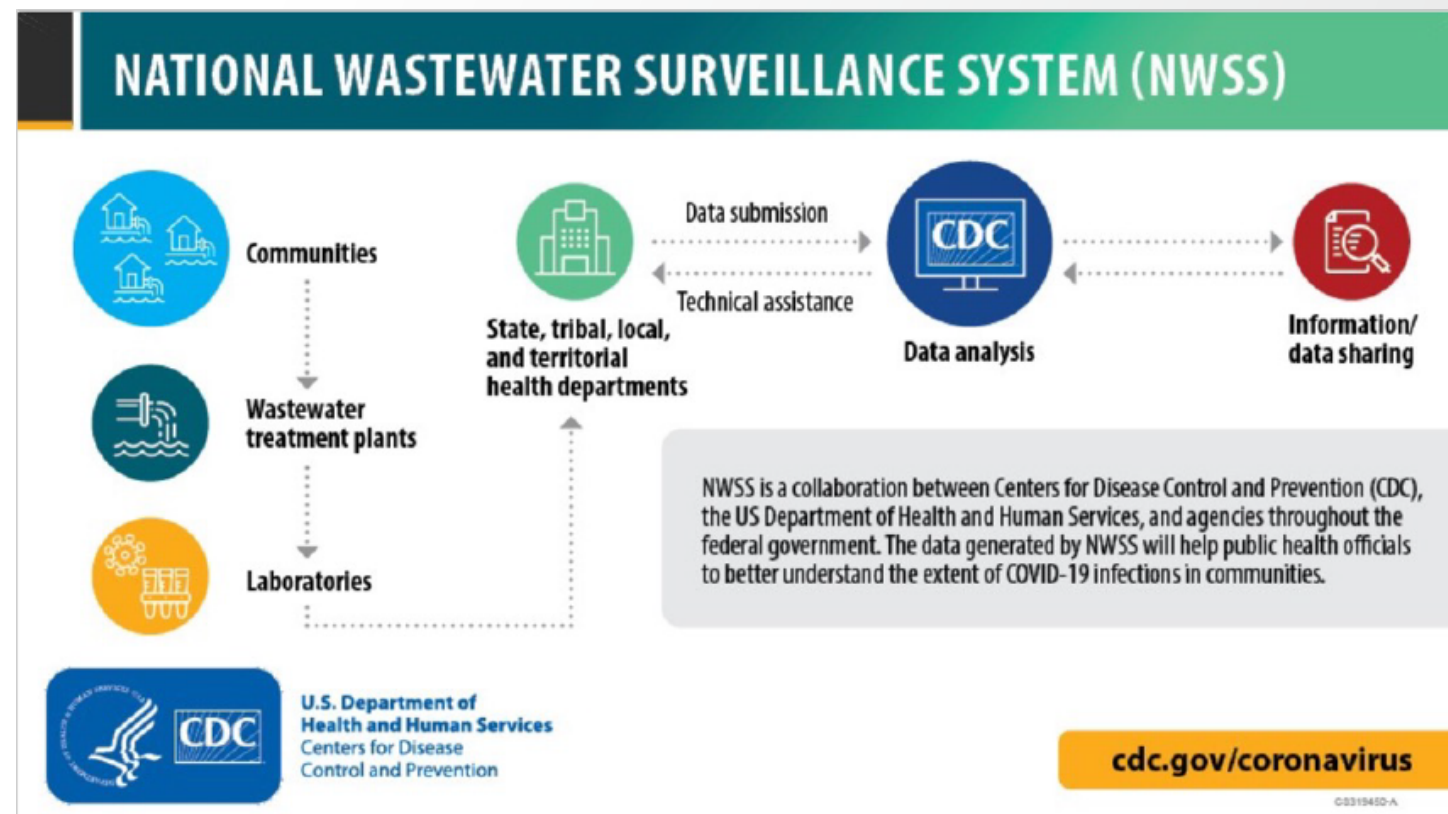 NATIONAL WASTEWATER SURVEILLANCE SYSTEM (NWSS)
Communities
Wastewater
treatment plants
Laboratories
State, tribal, local,
and territorial
health departments
Data submission
Technical assistance
CDC
Data analysis
Information/
data sharing
NWSS is a collaboration between Centers for Disease Control and Prevention (CDC),
the US Department of Health and Human Services, and agencies throughout the
federal government. The data generated by NWSS will help public health officials
to better understand the extent of COVID-19 infections in communities.
CDC
U.S. Department of
Health and Human Services
Centers for Disease
Control and Prevention
cdc.gov/coronavirus